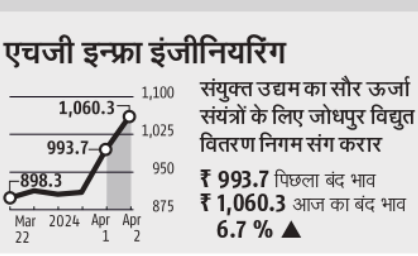 एचजी इन्फ्रा इंजीनियरिंग
संयुक्त उद्यम का सौर ऊर्जा
संयंत्रों के लिए जोधपुर विद्युत
वितरण निगम संग करार
₹ 993.7 पिछला बंद भाव
₹ 1,060.3 आज का बंद भाव
6.7 % ▲
1,100
1,060.3
1,025
993.7
950
898.3
875
Mar 2024 Apr Apr
22 1 2